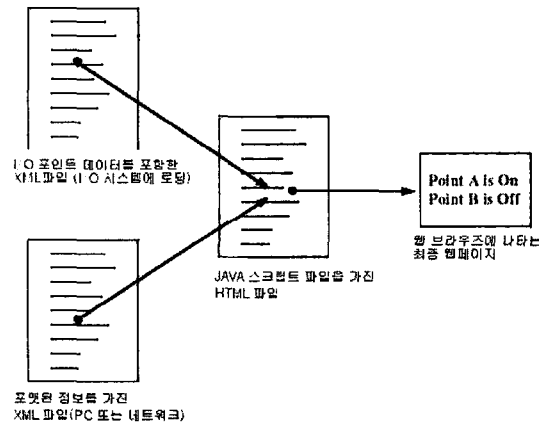 I/O 포인트 데이터를 포함한
XML파일 (I/O 시스템에 로딩)
JAVA 스크립트 파일을 가진
HTML 파일
Point A is On
Point B is Off
웹 브라우즈에 나타는
최종 웹페이지
포맷된 정보를 가진
XML 파일(PC 또는 네트워크)